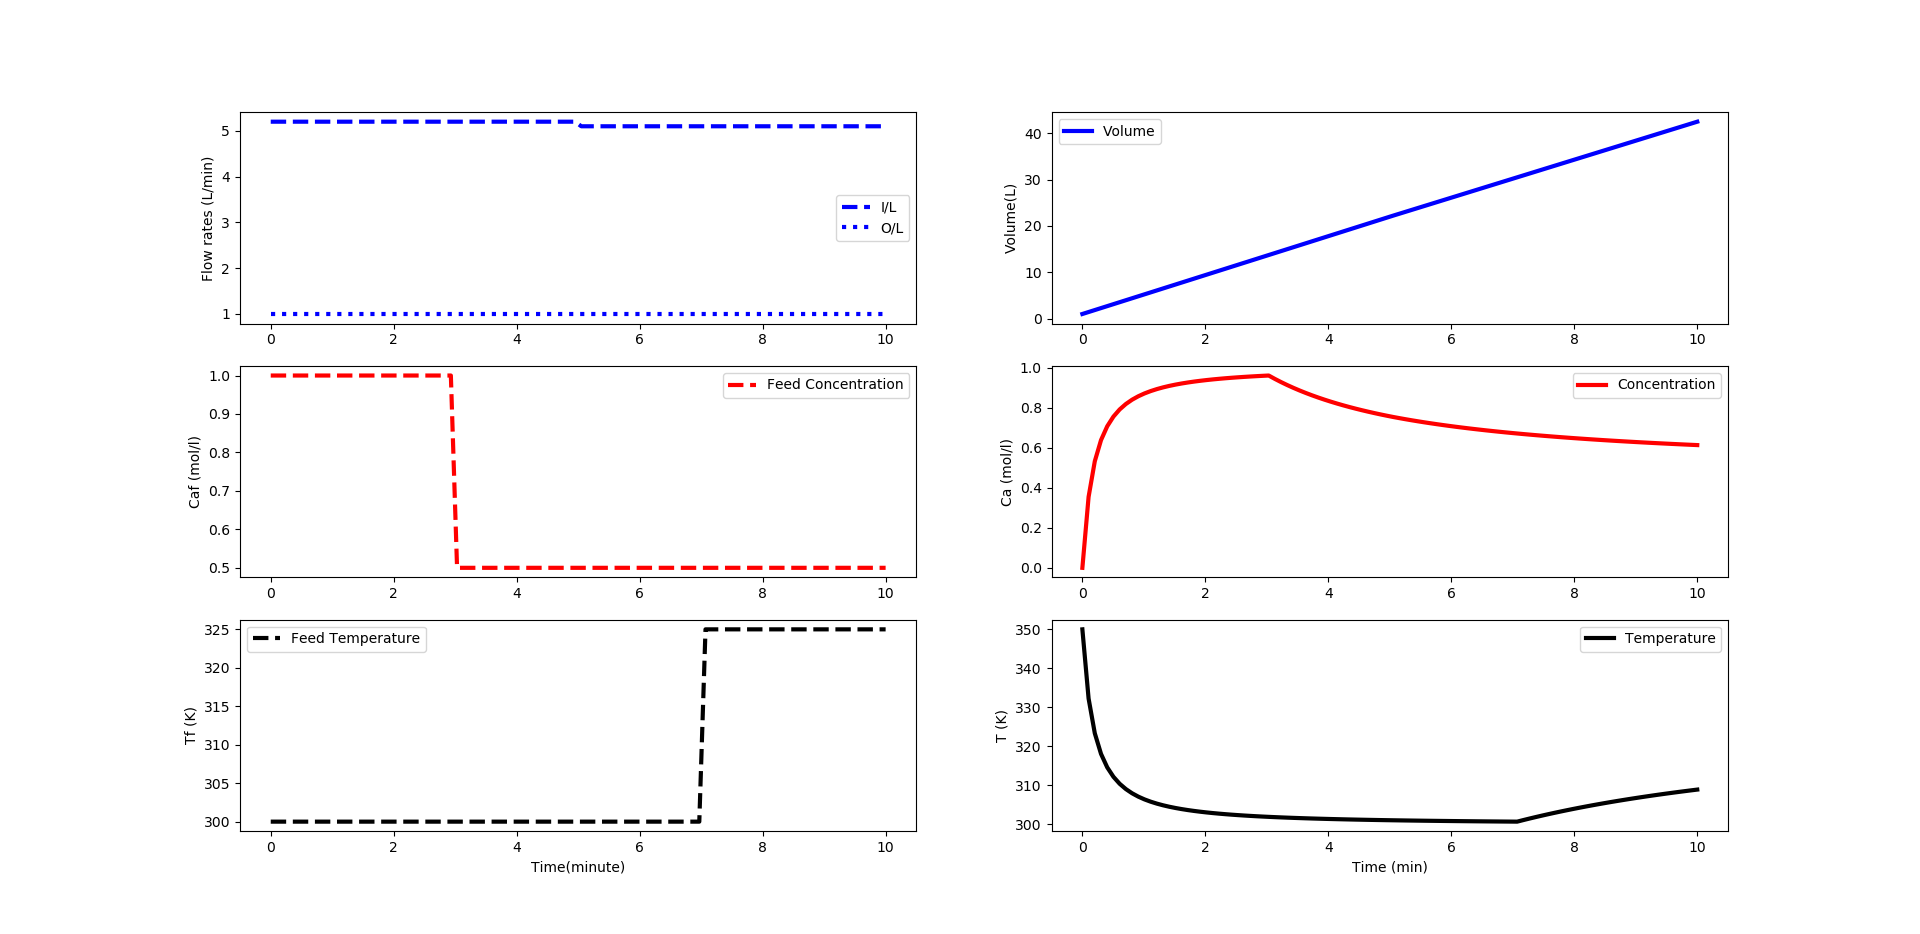 Flow rates (L/min)
5
4
3
2
1
I/L
O/L
0 2 4 6 8 10
Volume(L)
40
30
20
10
0
Volume
0 2 4 6 8 10
Caf (mol/l)
1.0
0.9
0.8
0.7
0.6
0.5
Feed Concentration
0 2 4 6 8 10
Ca (mol/l)
1.0
0.8
0.6
0.4
0.2
0.0
Concentration
0 2 4 6 8 10
Tf (K)
325
320
315
310
305
300
Feed Temperature
0 2 4 6 8 10
Time(minute)
T (K)
350
340
330
320
310
300
Temperature
0 2 4 6 8 10
Time (min)